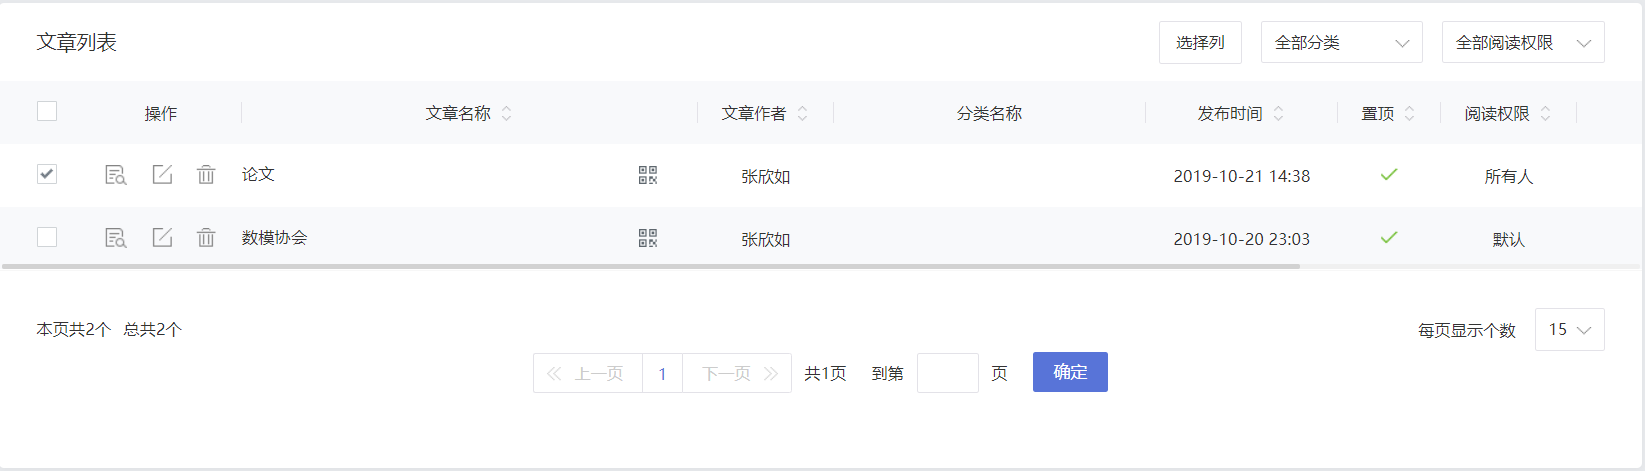 文章列表 选择列 全部分类 全部阅读权限
操作 文章名称 文章作者 分类名称 发布时间 置顶 阅读权限
论文 张欣如 2019-10-21 14:38 所有人
数模协会 张欣如 2019-10-20 23:03 默认
本页共2个 总共2个 每页显示个数 15
上一页 1 下一页 共1页 到第 页 确定